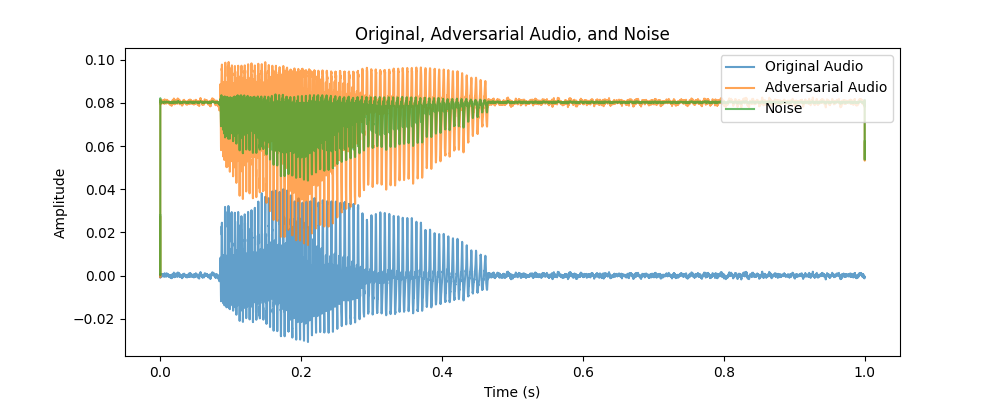 Original, Adversarial Audio, and Noise
Original Audio
Adversarial Audio
Noise
Amplitude
0.10
0.08
0.06
0.04
0.02
0.00
−0.02
0.0 0.2 0.4 0.6 0.8 1.0
Time (s)